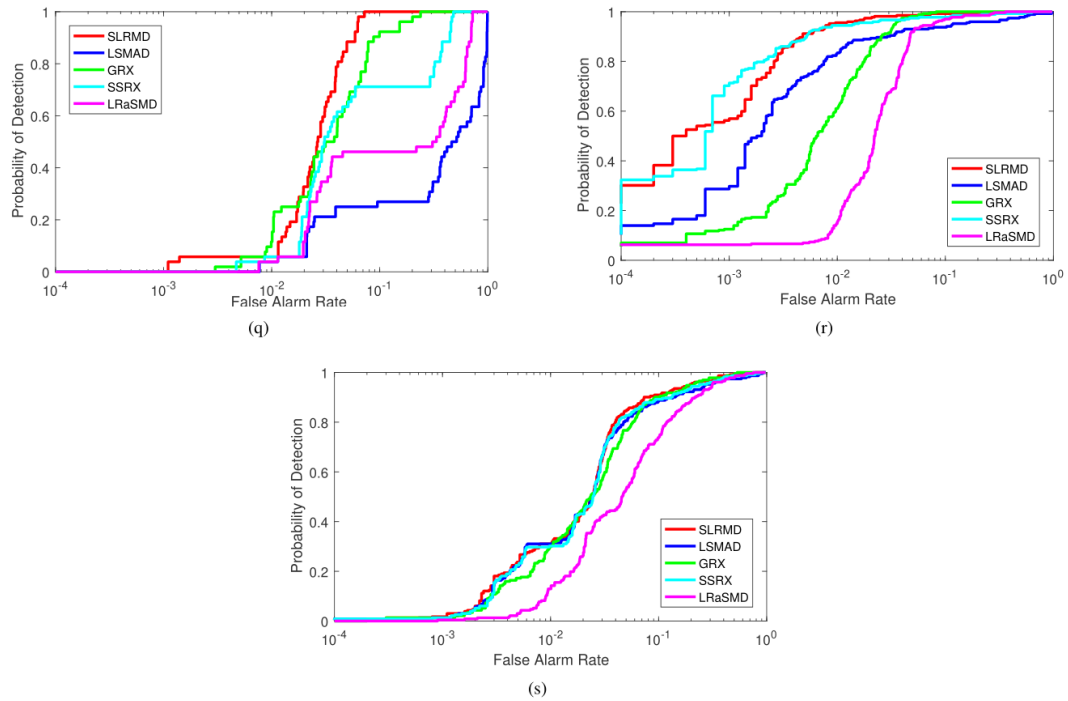 1
0.8
0.6
0.4
0.2
0
Probability of Detection
SLRMD
LSMAD
GRX
SSRX
LRaSMD
10^-4
10^-3
10^-2
10^-1
10^0
False Alarm Rate
(q)
1
0.8
0.6
0.4
0.2
0
Probability of Detection
SLRMD
LSMAD
GRX
SSRX
LRaSMD
10^-4
10^-3
10^-2
10^-1
10^0
False Alarm Rate
(r)
1
0.8
0.6
0.4
0.2
0
Probability of Detection
SLRMD
LSMAD
GRX
SSRX
LRaSMD
10^-4
10^-3
10^-2
10^-1
10^0
False Alarm Rate
(s)